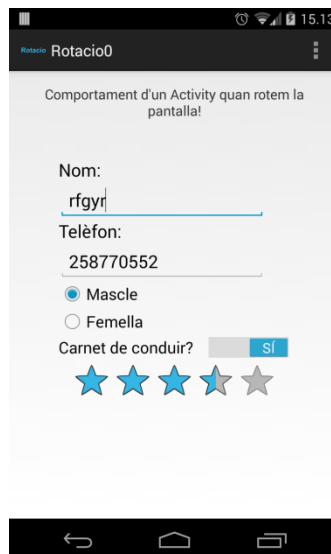 15.13
Rotacio Rotacio0
Comportament d'un Activity quan rotem la
pantalla!
Nom:
rfgyr
Telèfon:
258770552
Mascle
Femella
Carnet de conduir? SÍ